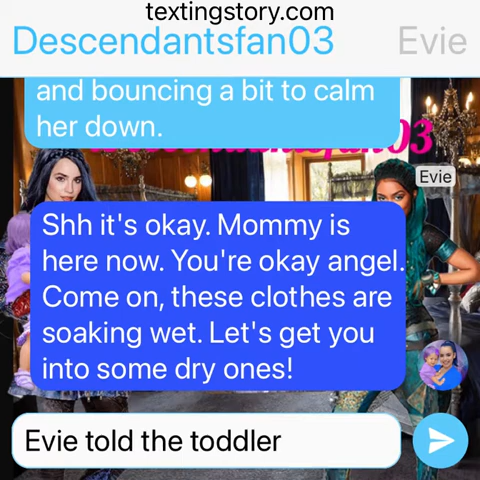 textingstory.com
Descendantsfan03 Evie
and bouncing a bit to calm
her down.
03
Evie
Shh it's okay. Mommy is
here now. You're okay angel.
Come on, these clothes are
soaking wet. Let's get you
into some dry ones!
Evie told the toddler